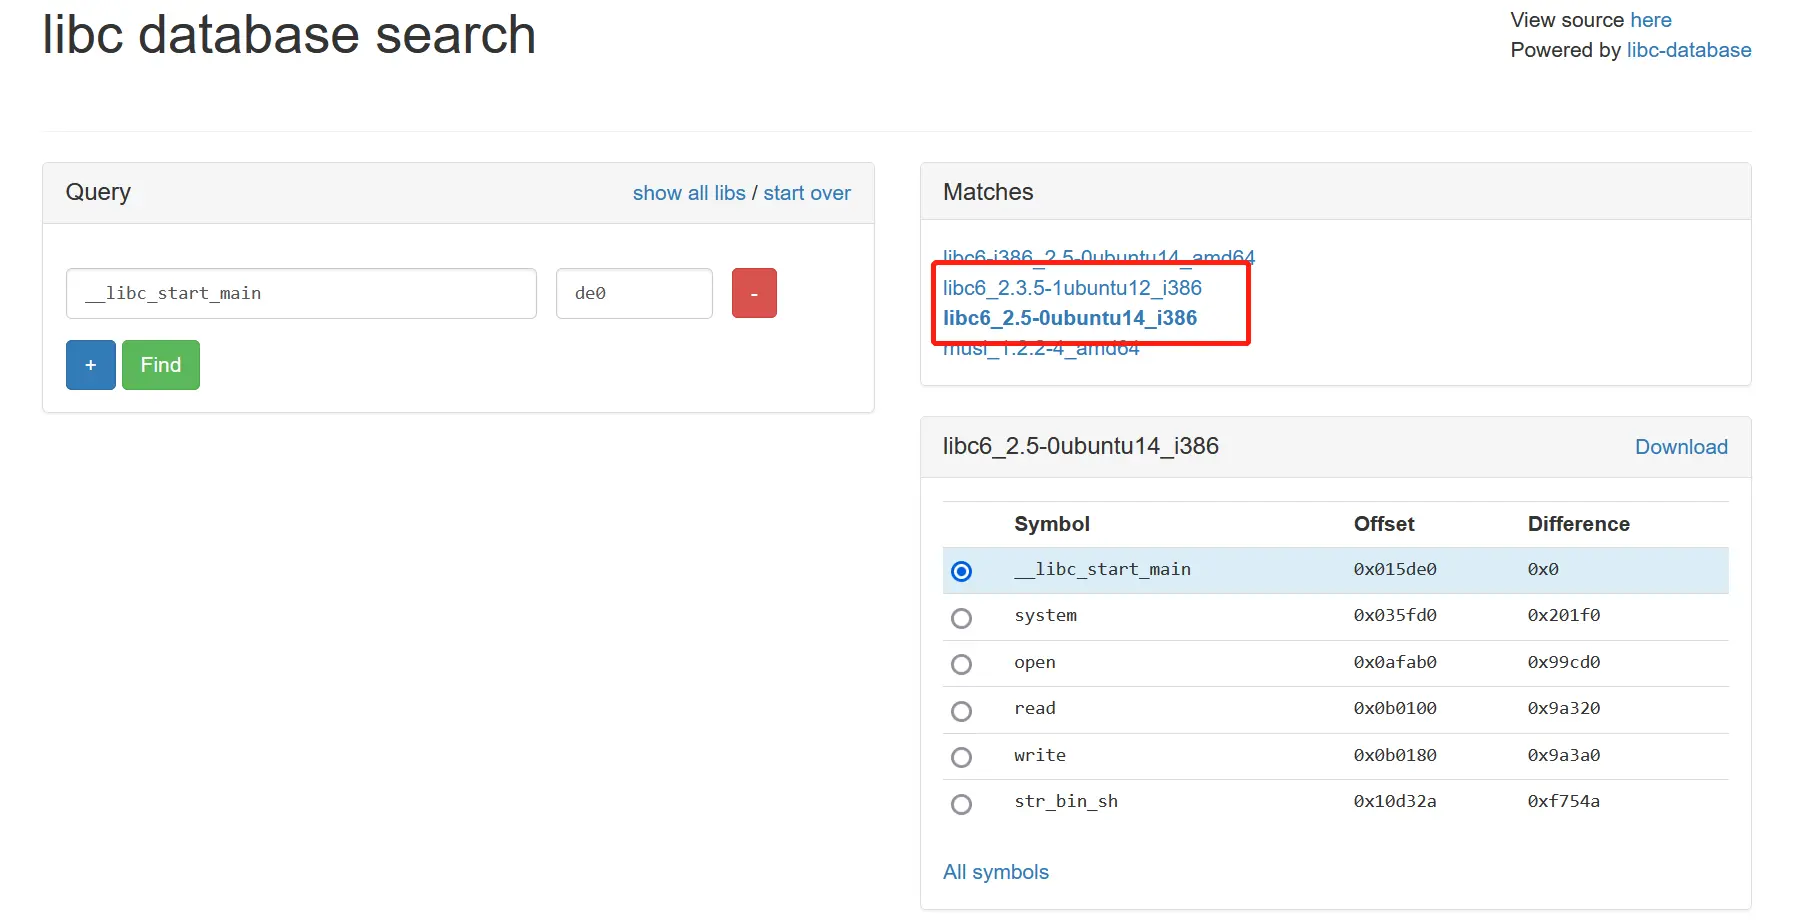 libc database search
View source here
Powered by libc-database
Query
show all libs / start over
__libc_start_main
de0
-
+
Find
Matches
libc6-i386_2.5-0ubuntu14_amd64
libc6_2.3.5-1ubuntu12_i386
libc6_2.5-0ubuntu14_i386
musl_1.2.2-4_amd64
libc6_2.5-0ubuntu14_i386
Download
Symbol Offset Difference
__libc_start_main 0x015de0 0x0
system 0x035fd0 0x201f0
open 0x0afab0 0x99cd0
read 0x0b0100 0x9a320
write 0x0b0180 0x9a3a0
str_bin_sh 0x10d32a 0xf754a
All symbols